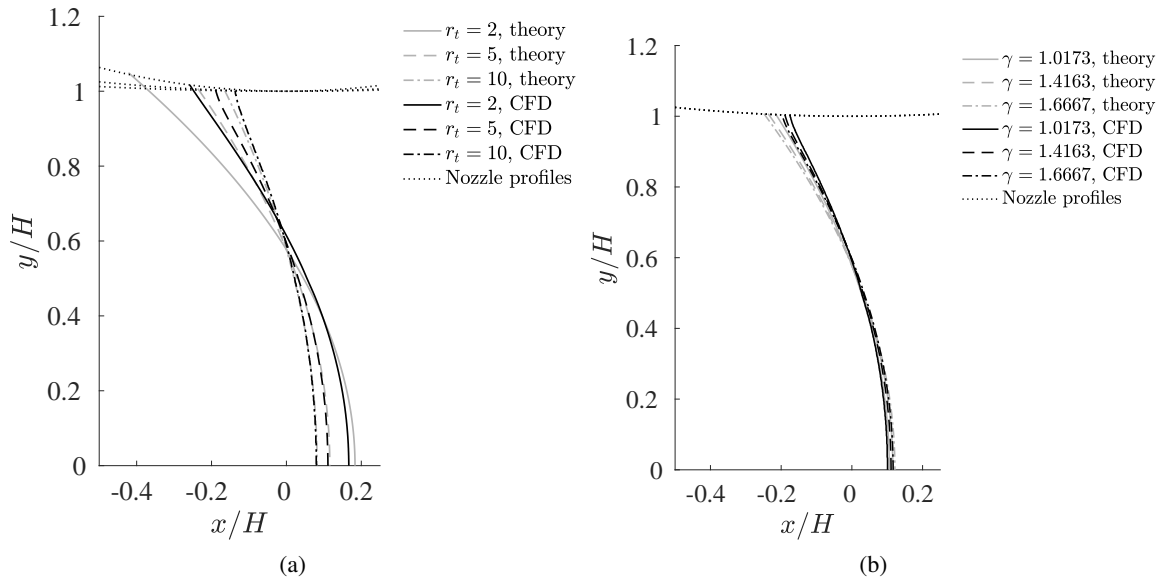 1.2
1
0.8
0.6
0.4
0.2
0
y/H
-0.4 -0.2 0 0.2
x/H
r_t = 2, theory
r_t = 5, theory
r_t = 10, theory
r_t = 2, CFD
r_t = 5, CFD
r_t = 10, CFD
Nozzle profiles
(a)
1.2
1
0.8
0.6
0.4
0.2
0
y/H
-0.4 -0.2 0 0.2
x/H
γ = 1.0173, theory
γ = 1.4163, theory
γ = 1.6667, theory
γ = 1.0173, CFD
γ = 1.4163, CFD
γ = 1.6667, CFD
Nozzle profiles
(b)